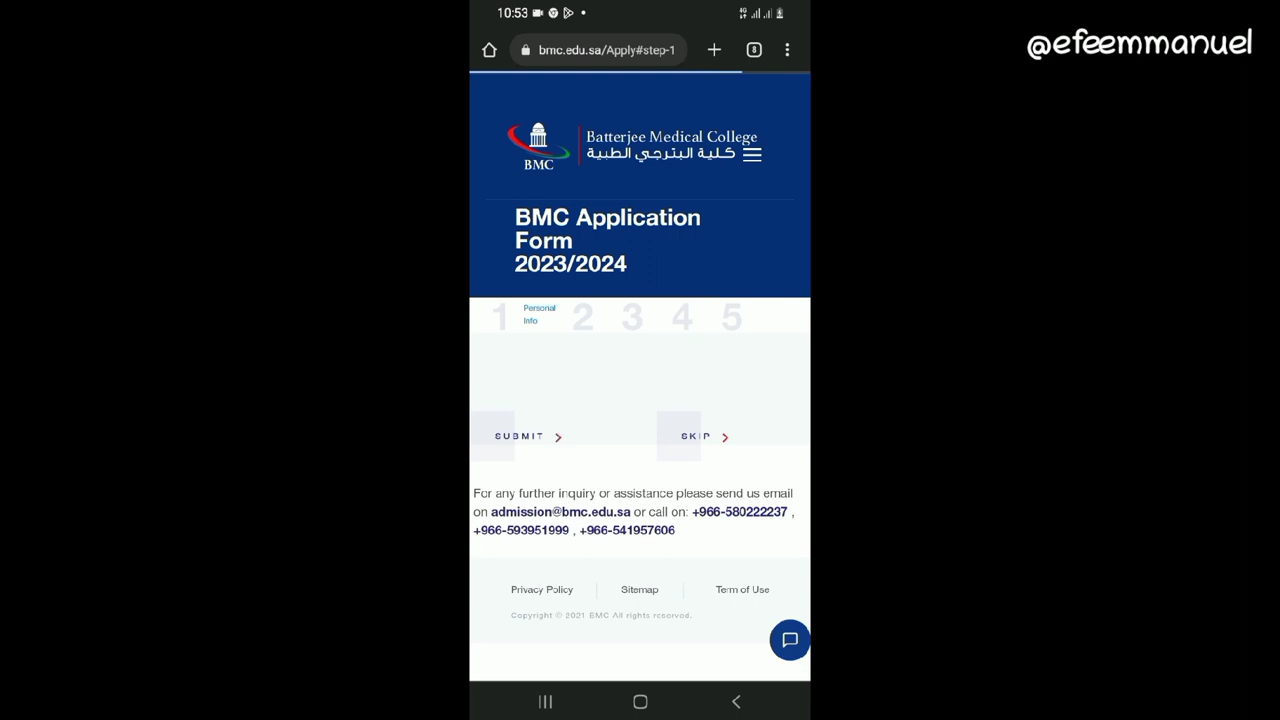 @efeemmanuel
10:53
4G
bmc.edu.sa/Apply#step-1
8
Batterjee Medical College
كلية البترجي الطبية
BMC
BMC Application
Form
2023/2024
1 Personal Info 2 3 4 5
SUBMIT SKIP
For any further inquiry or assistance please send us email
on admission@bmc.edu.sa or call on: +966-580222237 ,
+966-593951999 , +966-541957606
Privacy Policy Sitemap Term of Use
Copyright © 2021 BMC All rights reserved.